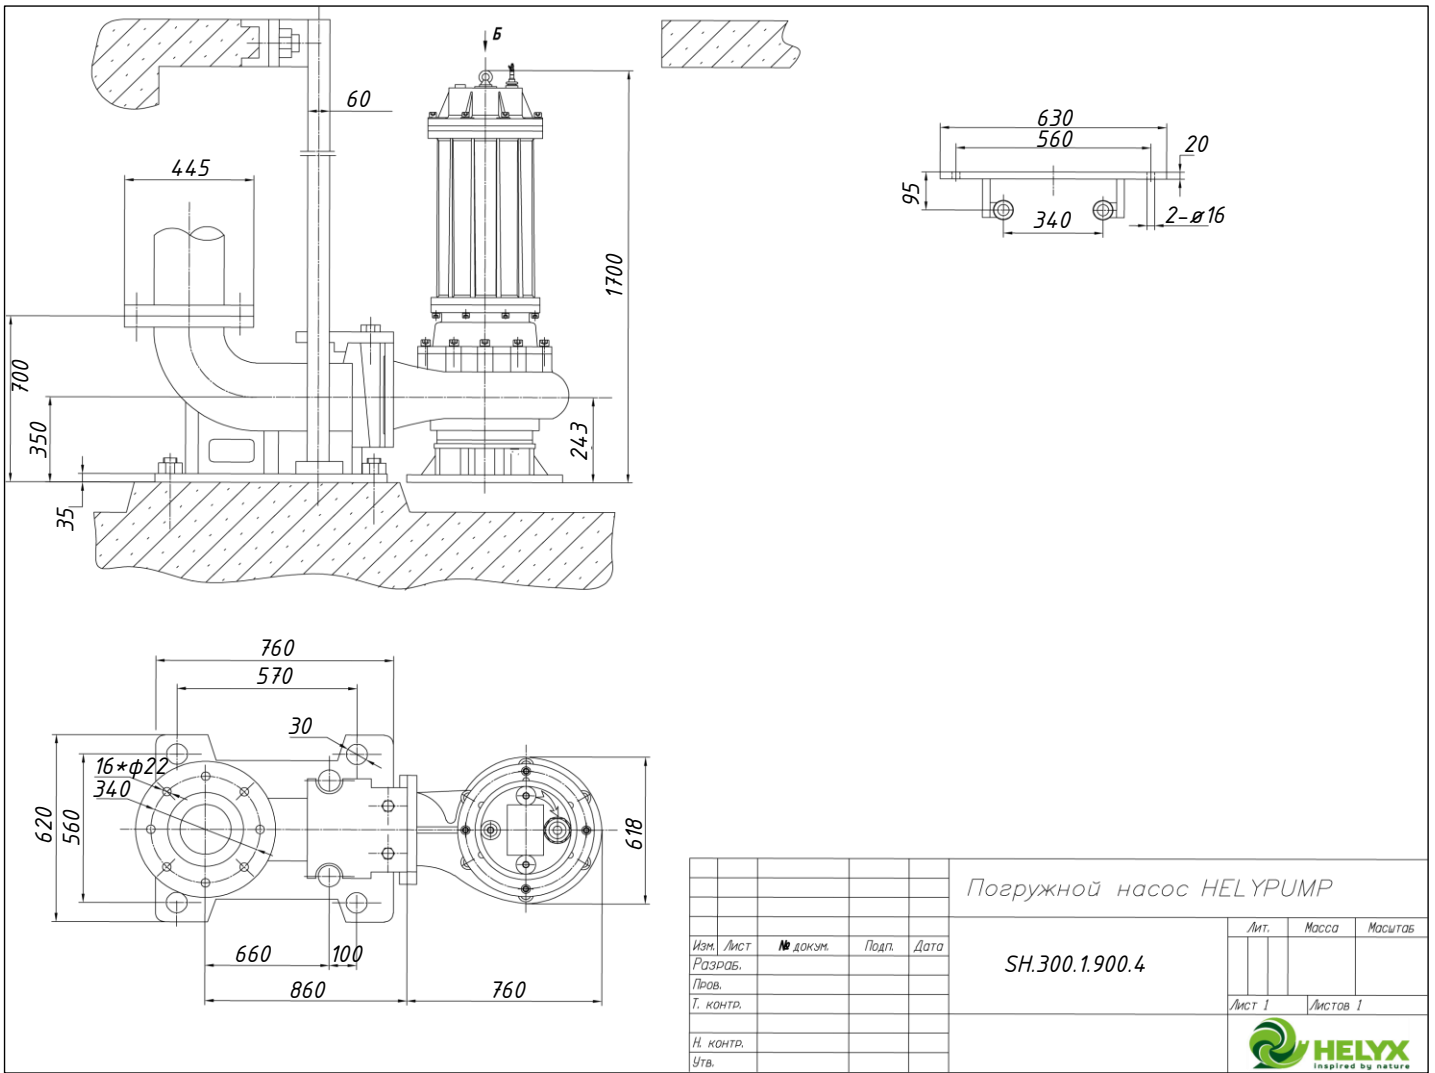 Б
60
445
1700
700
350
243
35
630
560
20
95
340
2-ø16
760
570
30
16*ф22
340
620
560
618
660
100
860
760
Погружной насос HELYPUMP
SH.300.1.900.4
Лит. Масса Масштаб
Изм. Лист № докум. Подп. Дата
Разраб.
Пров.
Т. контр.
Лист 1 Листов 1
Н. контр.
Утв.
HELYX
Inspired by nature